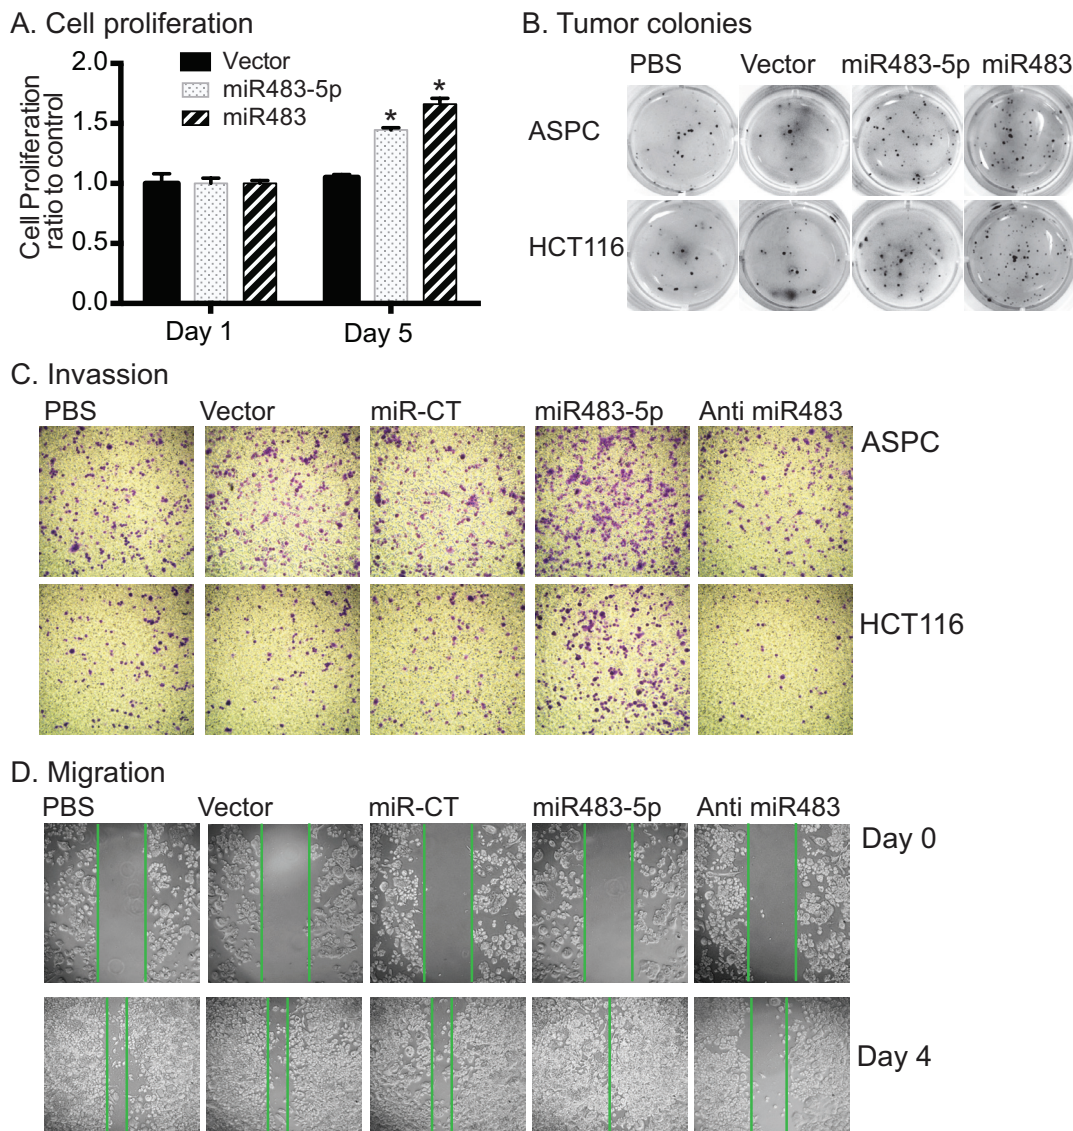 A. Cell proliferation
Cell Proliferation
ratio to control
2.0
1.5
1.0
0.5
0.0
Vector
miR483-5p
miR483
*
*
Day 1
Day 5
B. Tumor colonies
PBS Vector miR483-5p miR483
ASPC
HCT116
C. Invassion
PBS Vector miR-CT miR483-5p Anti miR483
ASPC
HCT116
D. Migration
PBS Vector miR-CT miR483-5p Anti miR483
Day 0
Day 4